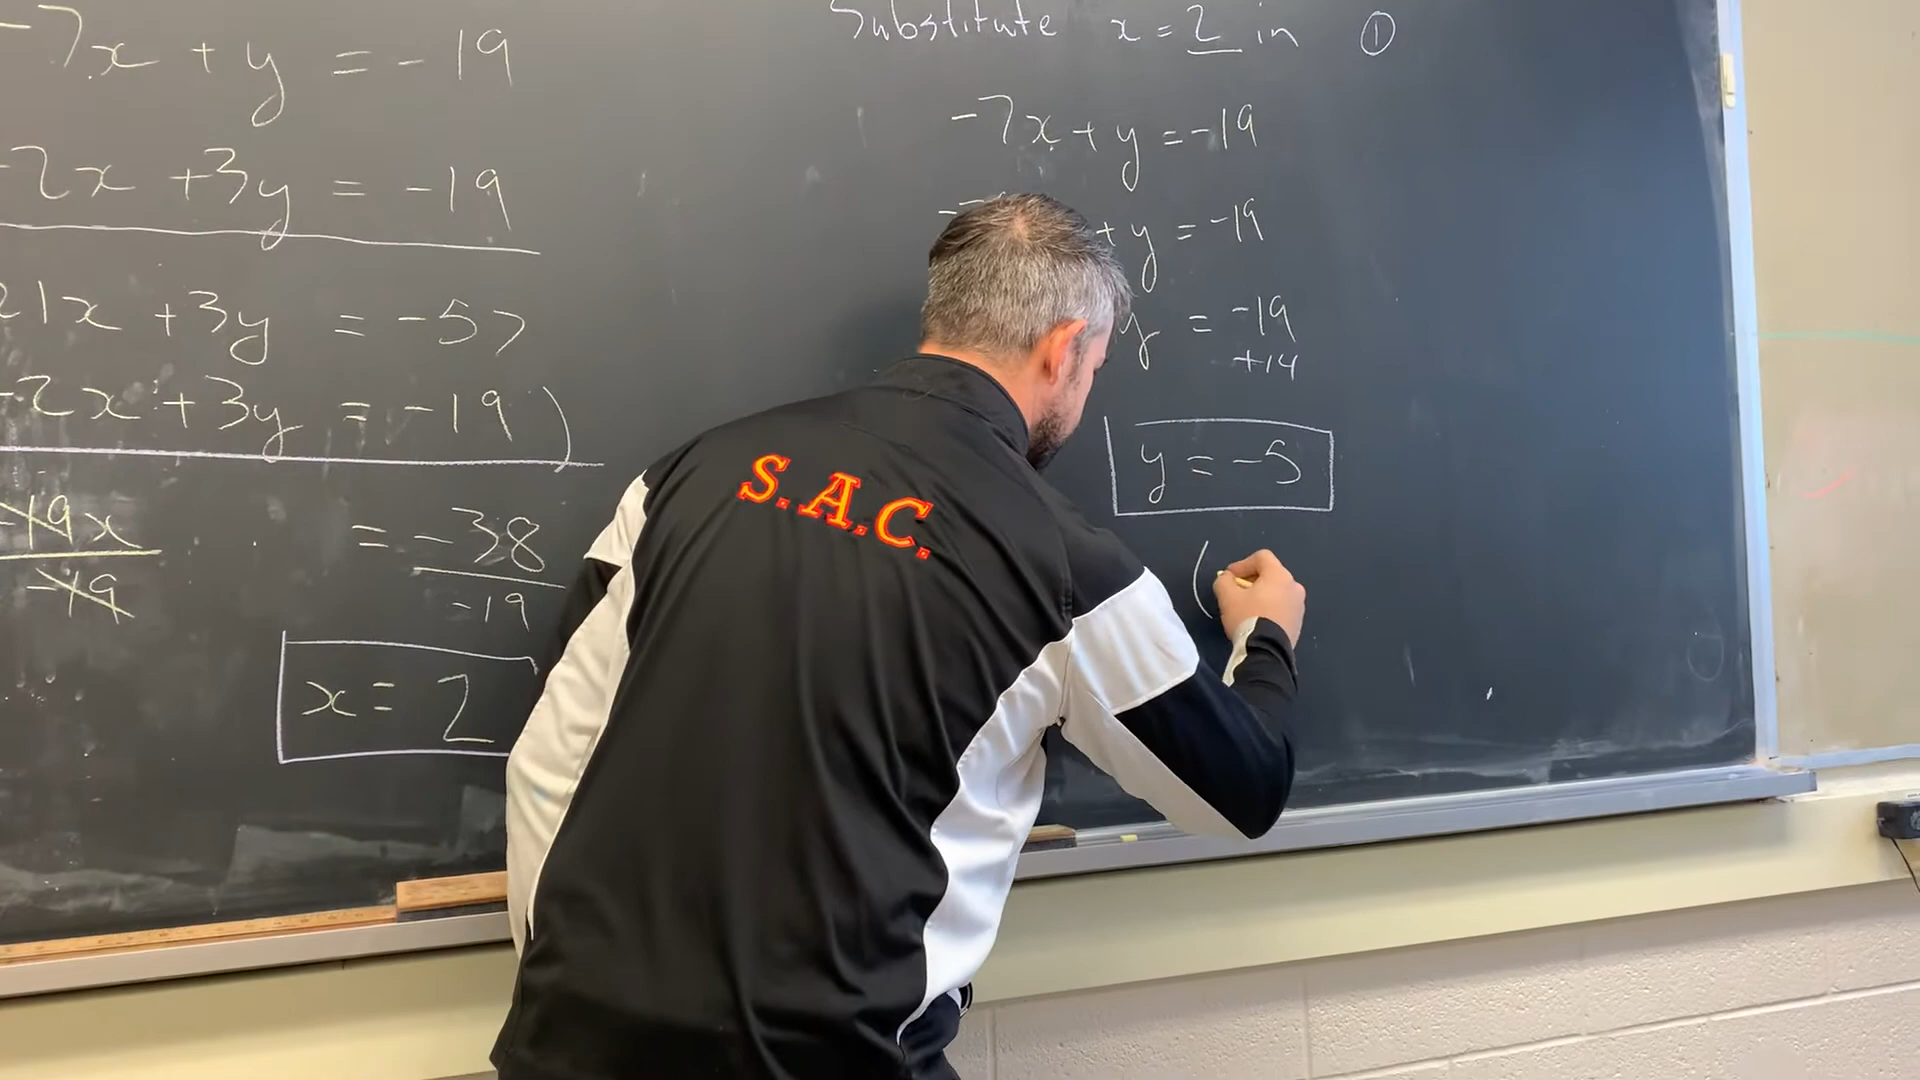 -7x + y = -19
-2x + 3y = -19
21x + 3y = -57
-2x + 3y = -19)
-19x = -38
-19 -19
x = 2
Substitute x = 2 in ①
-7x + y = -19
+ y = -19
y = -19
+14
y = -5
(
S.A.C.